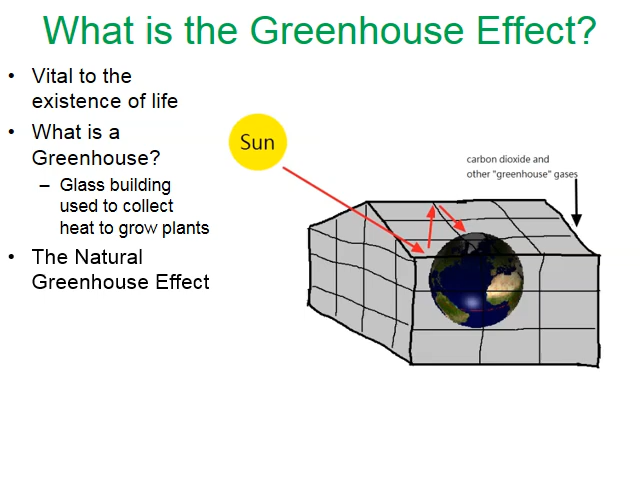 What is the Greenhouse Effect?
• Vital to the
existence of life
• What is a
Greenhouse?
– Glass building
used to collect
heat to grow plants
• The Natural
Greenhouse Effect
Sun
carbon dioxide and
other "greenhouse" gases